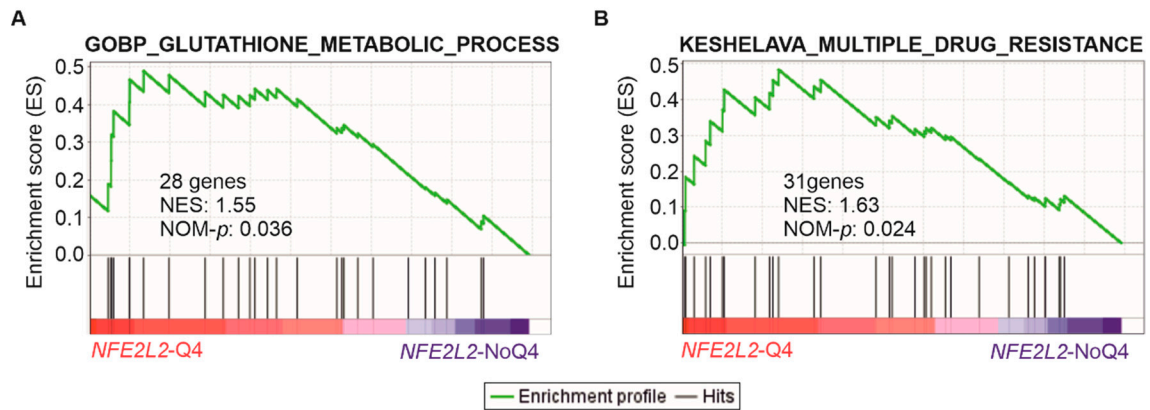 A
GOBP_GLUTATHIONE_METABOLIC_PROCESS
Enrichment score (ES)
0.5
0.4
0.3
0.2
0.1
0.0
28 genes
NES: 1.55
NOM-p: 0.036
NFE2L2-Q4
NFE2L2-NoQ4
B
KESHELAVA_MULTIPLE_DRUG_RESISTANCE
Enrichment score (ES)
0.5
0.4
0.3
0.2
0.1
0.0
31genes
NES: 1.63
NOM-p: 0.024
NFE2L2-Q4
NFE2L2-NoQ4
Enrichment profile
Hits